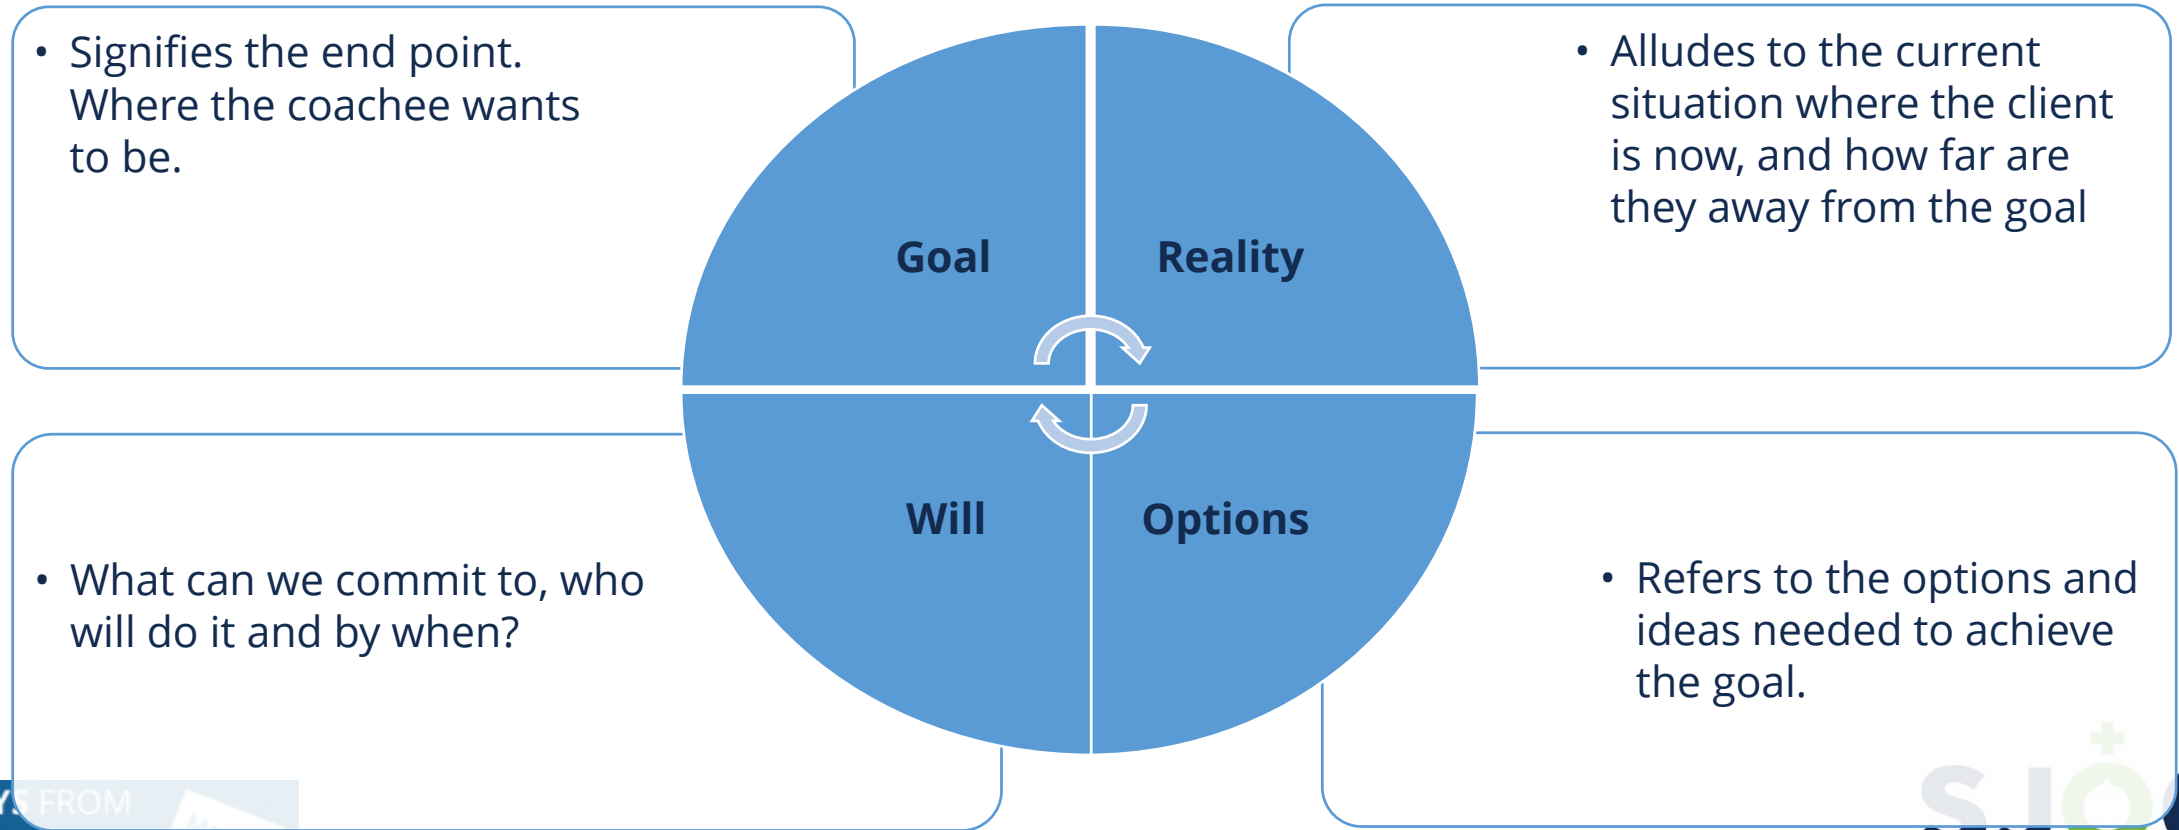 • Signifies the end point.
Where the coachee wants
to be.
• Alludes to the current
situation where the client
is now, and how far are
they away from the goal
Goal
Reality
Will
Options
• What can we commit to, who
will do it and by when?
• Refers to the options and
ideas needed to achieve
the goal.
FROM